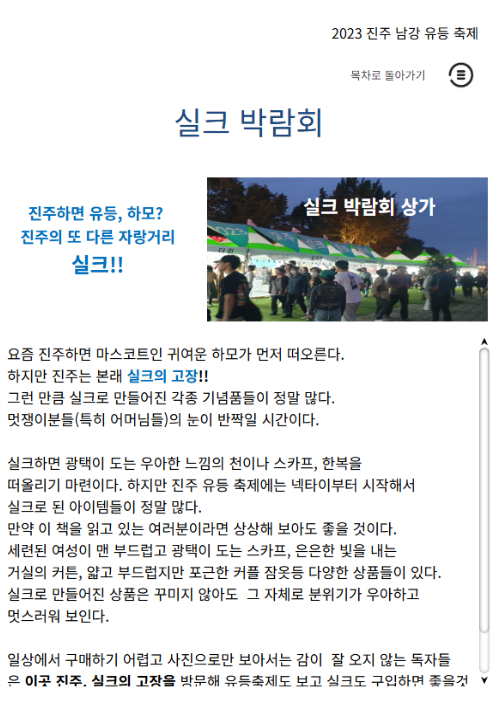 2023 진주 남강 유등 축제
목차로 돌아가기
실크 박람회
실크 박람회 상가
진주하면 유등, 하모?
진주의 또 다른 자랑거리
실크!!
요즘 진주하면 마스코트인 귀여운 하모가 먼저 떠오른다.
하지만 진주는 본래 실크의 고장!!
그런 만큼 실크로 만들어진 각종 기념품들이 정말 많다.
멋쟁이분들(특히 어머님들)의 눈이 반짝일 시간이다.
실크하면 광택이 도는 우아한 느낌의 천이나 스카프, 한복을
떠올리기 마련이다. 하지만 진주 유등 축제에는 넥타이부터 시작해서
실크로 된 아이템들이 정말 많다.
만약 이 책을 읽고 있는 여러분이라면 상상해 보아도 좋을 것이다.
세련된 여성이 맨 부드럽고 광택이 도는 스카프, 은은한 빛을 내는
거실의 커튼, 얇고 부드럽지만 포근한 커플 잠옷등 다양한 상품들이 있다.
실크로 만들어진 상품은 꾸미지 않아도 그 자체로 분위기가 우아하고
멋스러워 보인다.
일상에서 구매하기 어렵고 사진으로만 보아서는 감이 잘 오지 않는 독자들
은 이곳 진주, 실크의 고장을 방문해 유등축제도 보고 실크도 구입하면 좋을것